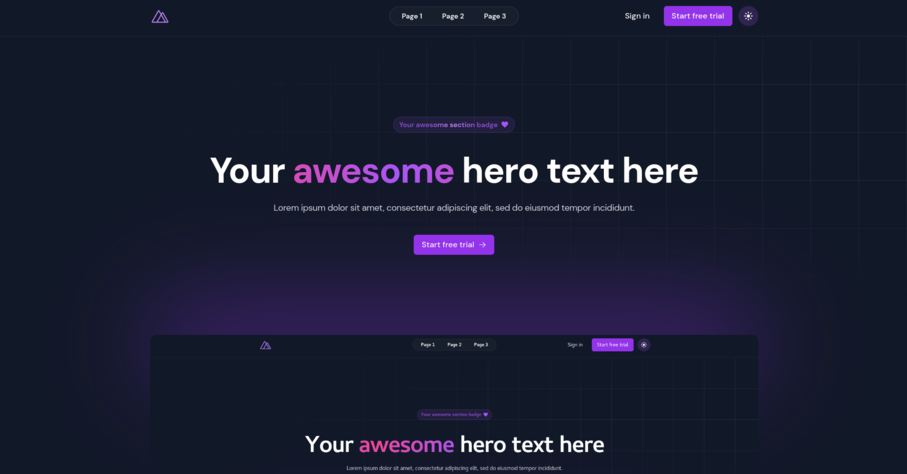 Page 1 Page 2 Page 3 Sign in Start free trial
Your awesome section badge
Your awesome hero text here
Lorem ipsum dolor sit amet, consectetur adipiscing elit, sed do eiusmod tempor incididunt.
Start free trial
Page 1 Page 2 Page 3 Sign in Start free trial
Your awesome section badge
Your awesome hero text here
Lorem ipsum dolor sit amet, consectetur adipiscing elit, sed do eiusmod tempor incididunt.